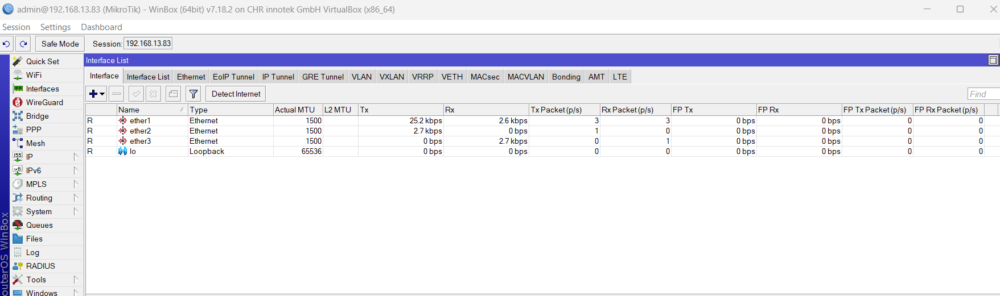 admin@192.168.13.83 (MikroTik) - WinBox (64bit) v7.18.2 on CHR innotek GmbH VirtualBox (x86_64)
Session Settings Dashboard
Safe Mode Session: 192.168.13.83
Quick Set
WiFi
Interfaces
WireGuard
Bridge
PPP
Mesh
IP
IPv6
MPLS
Routing
System
Queues
Files
Log
RADIUS
Tools
Windows
outerOS WinBox
Interface List
Interface Interface List Ethernet EoIP Tunnel IP Tunnel GRE Tunnel VLAN VXLAN VRRP VETH MACsec MACVLAN Bonding AMT LTE
Detect Internet Find
Name Type Actual MTU L2 MTU Tx Rx Tx Packet (p/s) Rx Packet (p/s) FP Tx FP Rx FP Tx Packet (p/s) FP Rx Packet (p/s)
R ether1 Ethernet 1500 25.2 kbps 2.6 kbps 3 3 0 bps 0 bps 0 0
R ether2 Ethernet 1500 2.7 kbps 0 bps 1 0 0 bps 0 bps 0 0
R ether3 Ethernet 1500 0 bps 2.7 kbps 0 1 0 bps 0 bps 0 0
R lo Loopback 65536 0 bps 0 bps 0 0 0 bps 0 bps 0 0